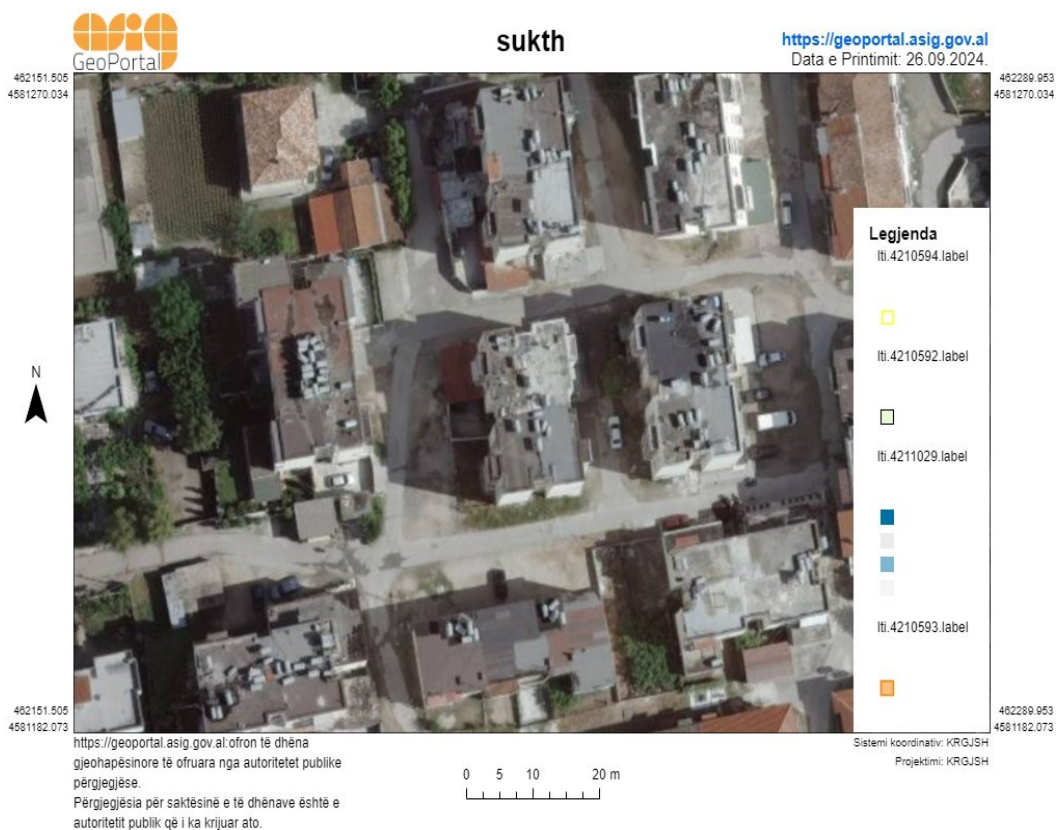 asig
GeoPortal
sukth
https://geoportal.asig.gov.al
Data e Printimit: 26.09.2024.
462151.505
4581270.034
462289.953
4581270.034
Legjenda
lti.4210594.label
lti.4210592.label
lti.4211029.label
lti.4210593.label
N
462151.505
4581182.073
462289.953
4581182.073
https://geoportal.asig.gov.al:ofron të dhëna
gjeohapësinore të ofruara nga autoritetet publike
përgjegjëse.
Përgjegjësia për saktësinë e të dhënave është e
autoritetit publik që i ka krijuar ato.
0 5 10 20 m
Sistemi koordinativ: KRGJSH
Projektimi: KRGJSH